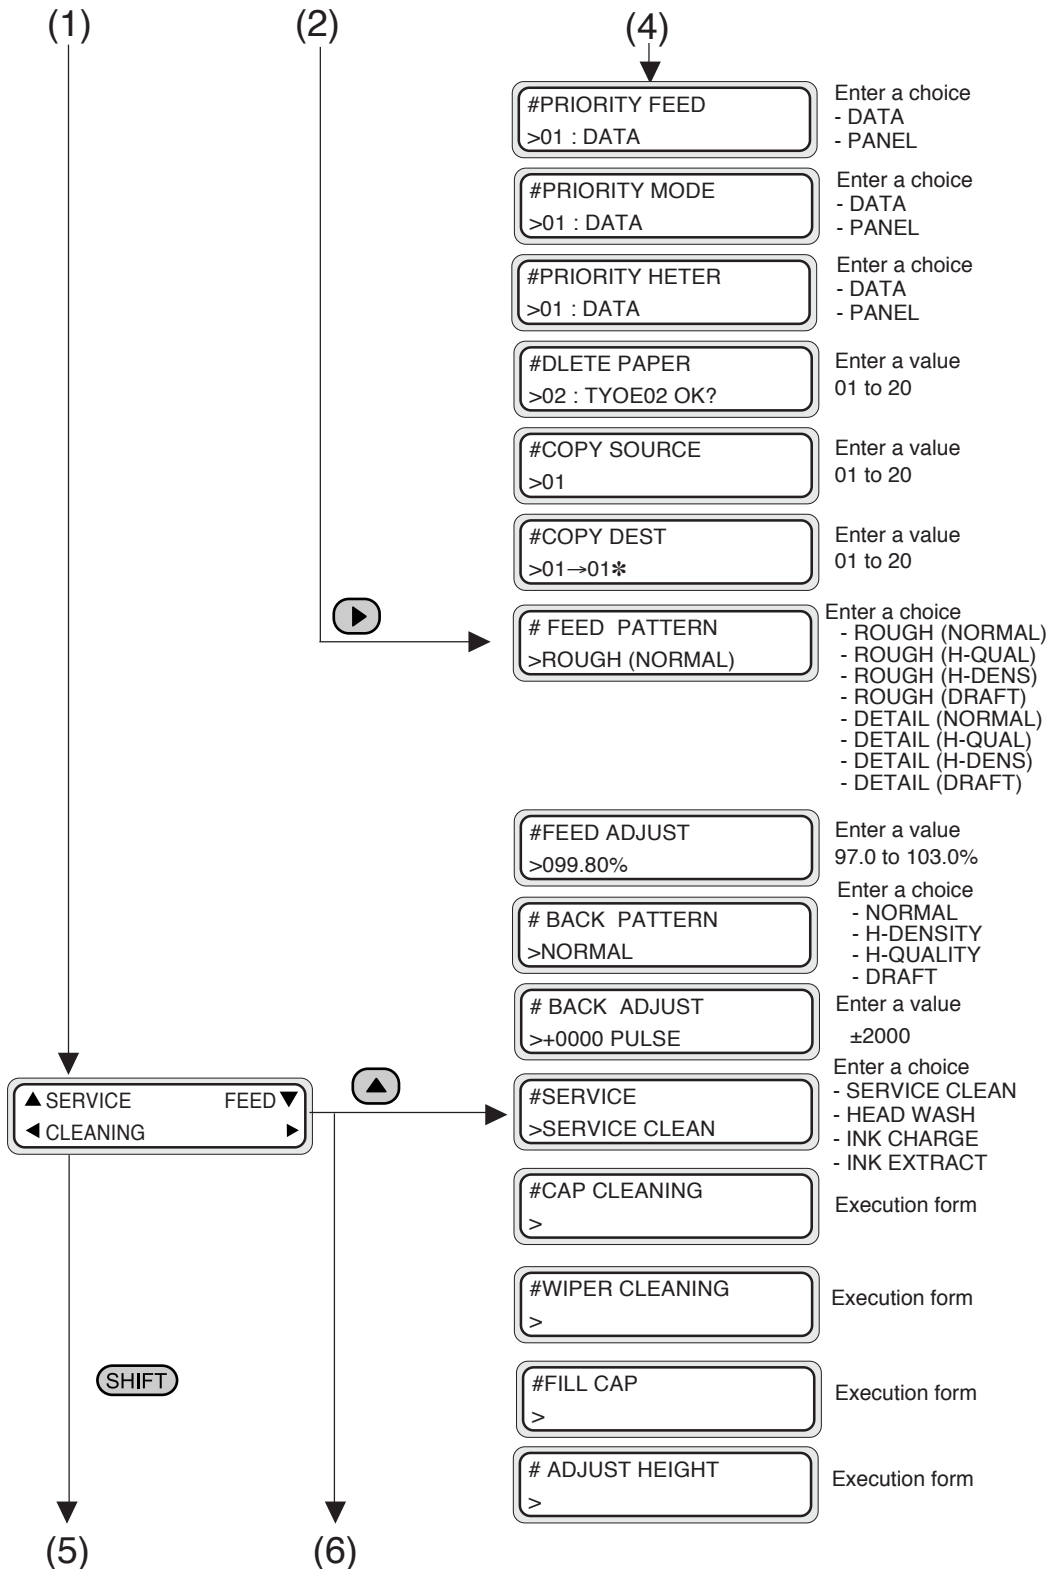 (1) (2) (4)
#PRIORITY FEED
>01 : DATA
Enter a choice
- DATA
- PANEL
#PRIORITY MODE
>01 : DATA
Enter a choice
- DATA
- PANEL
#PRIORITY HETER
>01 : DATA
Enter a choice
- DATA
- PANEL
#DLETE PAPER
>02 : TYOE02 OK?
Enter a value
01 to 20
#COPY SOURCE
>01
Enter a value
01 to 20
#COPY DEST
>01→01✽
Enter a value
01 to 20
# FEED PATTERN
>ROUGH (NORMAL)
Enter a choice
- ROUGH (NORMAL)
- ROUGH (H-QUAL)
- ROUGH (H-DENS)
- ROUGH (DRAFT)
- DETAIL (NORMAL)
- DETAIL (H-QUAL)
- DETAIL (H-DENS)
- DETAIL (DRAFT)
#FEED ADJUST
>099.80%
Enter a value
97.0 to 103.0%
# BACK PATTERN
>NORMAL
Enter a choice
- NORMAL
- H-DENSITY
- H-QUALITY
- DRAFT
# BACK ADJUST
>+0000 PULSE
Enter a value
±2000
▲ SERVICE FEED ▼
◀ CLEANING ▶
#SERVICE
>SERVICE CLEAN
Enter a choice
- SERVICE CLEAN
- HEAD WASH
- INK CHARGE
- INK EXTRACT
#CAP CLEANING
>
Execution form
#WIPER CLEANING
>
Execution form
SHIFT
#FILL CAP
>
Execution form
# ADJUST HEIGHT
>
Execution form
(5) (6)